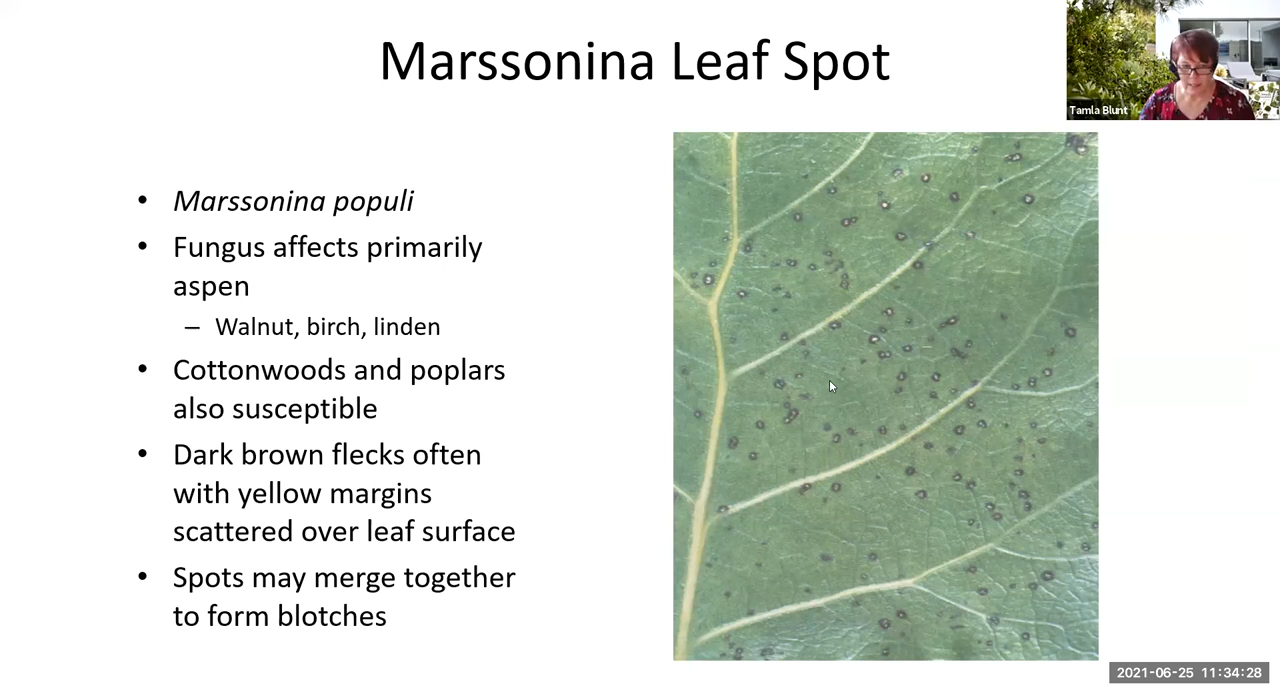 Marssonina Leaf Spot
Tamla Blunt
• Marssonina populi
• Fungus affects primarily
aspen
– Walnut, birch, linden
• Cottonwoods and poplars
also susceptible
• Dark brown flecks often
with yellow margins
scattered over leaf surface
• Spots may merge together
to form blotches
2021-06-25 11:34:28